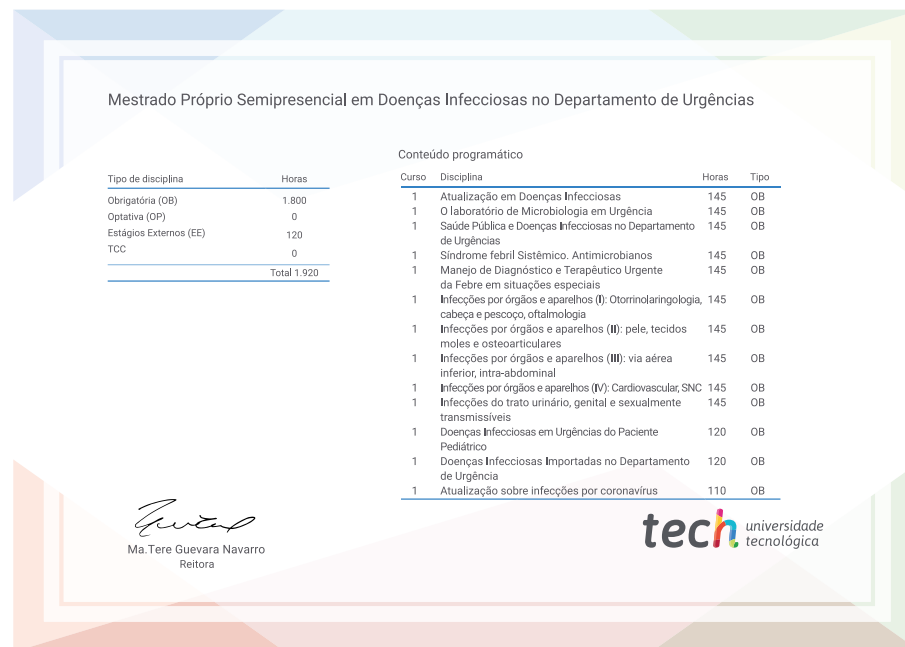 Mestrado Próprio Semipresencial em Doenças Infecciosas no Departamento de Urgências
Tipo de disciplina Horas
Obrigatória (OB) 1.800
Optativa (OP) 0
Estágios Externos (EE) 120
TCC 0
Total 1.920
Conteúdo programático
Curso Disciplina Horas Tipo
1 Atualização em Doenças Infecciosas 145 OB
1 O laboratório de Microbiologia em Urgência 145 OB
1 Saúde Pública e Doenças Infecciosas no Departamento 145 OB
de Urgências
1 Síndrome febril Sistêmico. Antimicrobianos 145 OB
1 Manejo de Diagnóstico e Terapêutico Urgente 145 OB
da Febre em situações especiais
1 Infecções por órgãos e aparelhos (I): Otorrinolaringologia, 145 OB
cabeça e pescoço, oftalmologia
1 Infecções por órgãos e aparelhos (II): pele, tecidos 145 OB
moles e osteoarticulares
1 Infecções por órgãos e aparelhos (III): via aérea 145 OB
inferior, intra-abdominal
1 Infecções por órgãos e aparelhos (IV): Cardiovascular, SNC 145 OB
1 Infecções do trato urinário, genital e sexualmente 145 OB
transmissíveis
1 Doenças Infecciosas em Urgências do Paciente 120 OB
Pediátrico
1 Doenças Infecciosas Importadas no Departamento 120 OB
de Urgência
1 Atualização sobre infecções por coronavírus 110 OB
Ma.Tere Guevara Navarro
Reitora
tech universidade
tecnológica